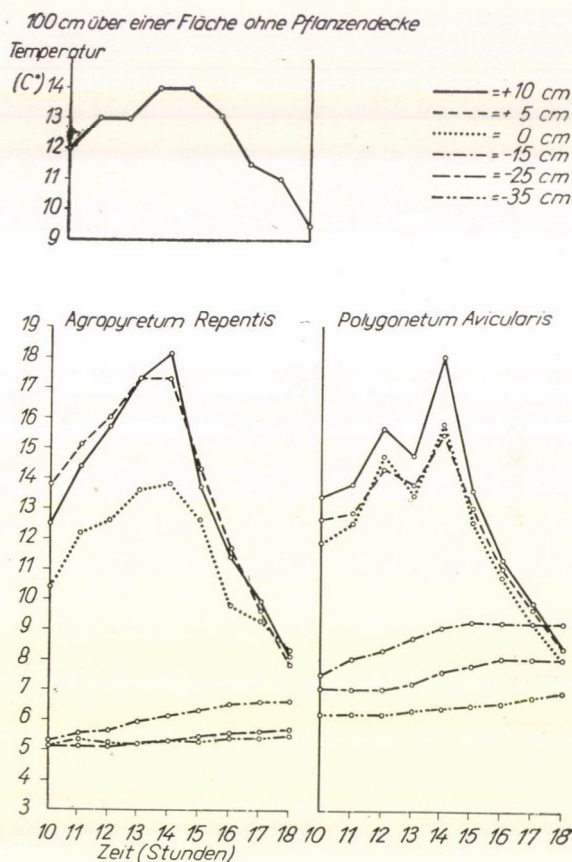 100 cm über einer Fläche ohne Pflanzendecke
Temperatur
(C°)
14
13
12
11
10
9
= +10 cm
= + 5 cm
= 0 cm
= -15 cm
= -25 cm
= -35 cm
Agropyretum Repentis
Polygonetum Avicularis
19
18
17
16
15
14
13
12
11
10
9
8
7
6
5
4
3
10 11 12 13 14 15 16 17 18
10 11 12 13 14 15 16 17 18
Zeit (Stunden)